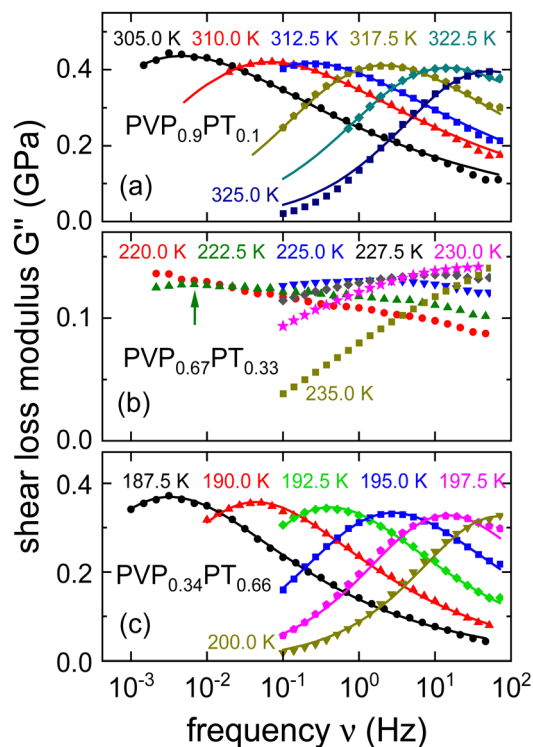 shear loss modulus G" (GPa)
305.0 K 310.0 K 312.5 K 317.5 K 322.5 K
0.4
PVP0.9PT0.1
0.2
325.0 K
(a)
0.0
220.0 K 222.5 K 225.0 K 227.5 K 230.0 K
0.1
PVP0.67PT0.33
235.0 K
(b)
0.0
187.5 K 190.0 K 192.5 K 195.0 K 197.5 K
0.4
PVP0.34PT0.66
0.2
200.0 K
(c)
0.0
10-3 10-2 10-1 100 101 102
frequency ν (Hz)